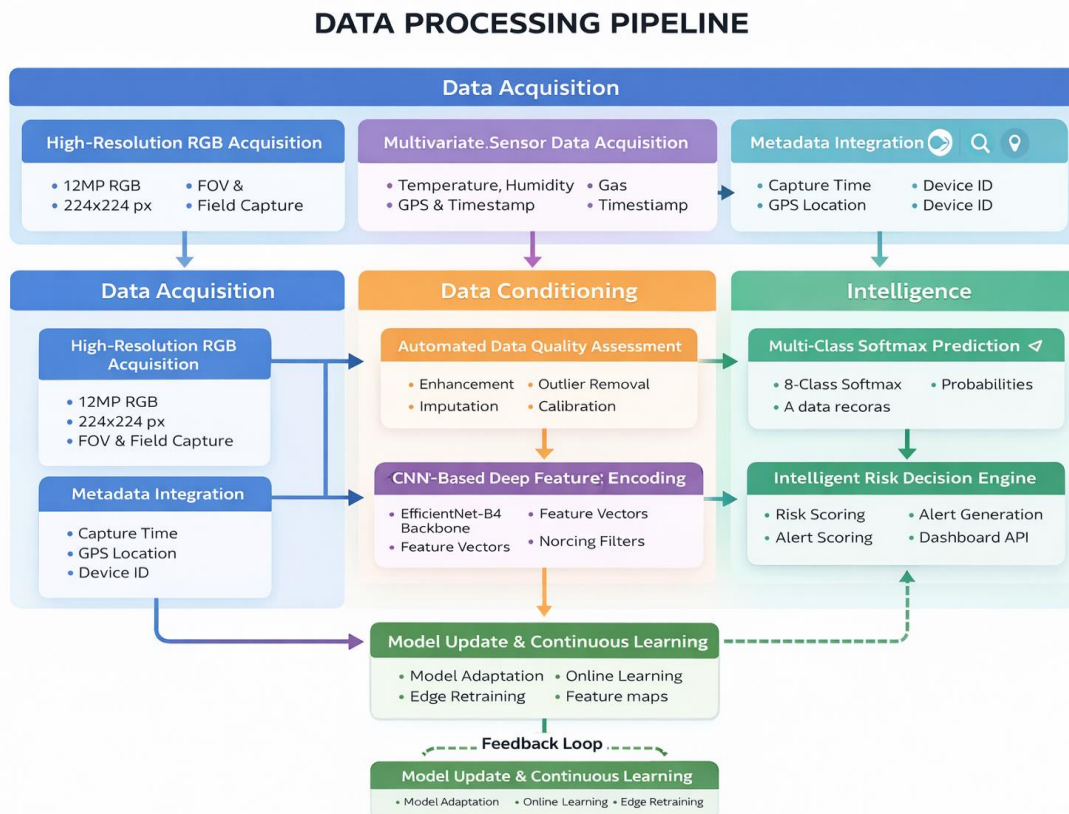 DATA PROCESSING PIPELINE
Data Acquisition
High-Resolution RGB Acquisition
• 12MP RGB
• 224x224 px
• FOV &
• Field Capture
Multivariate.Sensor Data Acquisition
• Temperature, Humidity
• GPS & Timestamp
• Gas
• Timestiamp
Metadata Integration
• Capture Time
• GPS Location
• Device ID
• Device ID
Data Acquisition
High-Resolution RGB
Acquisition
• 12MP RGB
• 224x224 px
• FOV & Field Capture
Metadata Integration
• Capture Time
• GPS Location
• Device ID
Data Conditioning
Automated Data Quality Assessment
• Enhancement
• Imputation
• Outlier Removal
• Calibration
CNN-Based Deep Feature: Encoding
• EfficientNet-B4
Backbone
• Feature Vectors
• Feature Vectors
• Norcing Filters
Intelligence
Multi-Class Softmax Prediction
• 8-Class Softmax
• A data recoras
• Probabilities
Intelligent Risk Decision Engine
• Risk Scoring
• Alert Scoring
• Alert Generation
• Dashboard API
Model Update & Continuous Learning
• Model Adaptation
• Edge Retraining
• Online Learning
• Feature maps
Feedback Loop
Model Update & Continuous Learning
• Model Adaptation • Online Learning • Edge Retraining